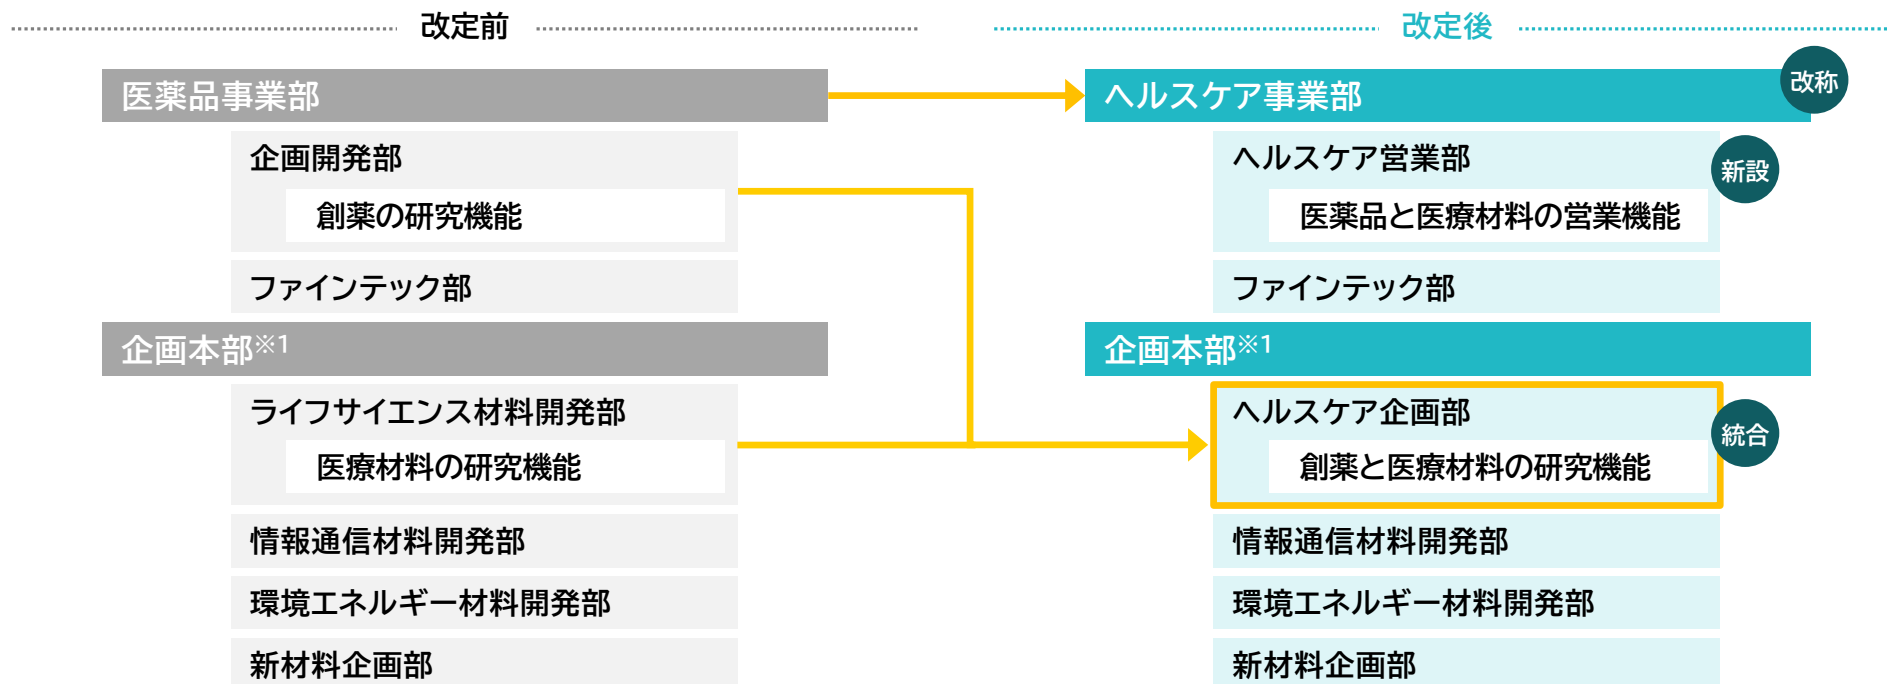 改定前
医薬品事業部
企画開発部
創薬の研究機能
ファインテック部
企画本部※1
ライフサイエンス材料開発部
医療材料の研究機能
情報通信材料開発部
環境エネルギー材料開発部
新材料企画部
改定後
ヘルスケア事業部
改称
ヘルスケア営業部
新設
医薬品と医療材料の営業機能
ファインテック部
企画本部※1
ヘルスケア企画部
統合
創薬と医療材料の研究機能
情報通信材料開発部
環境エネルギー材料開発部
新材料企画部